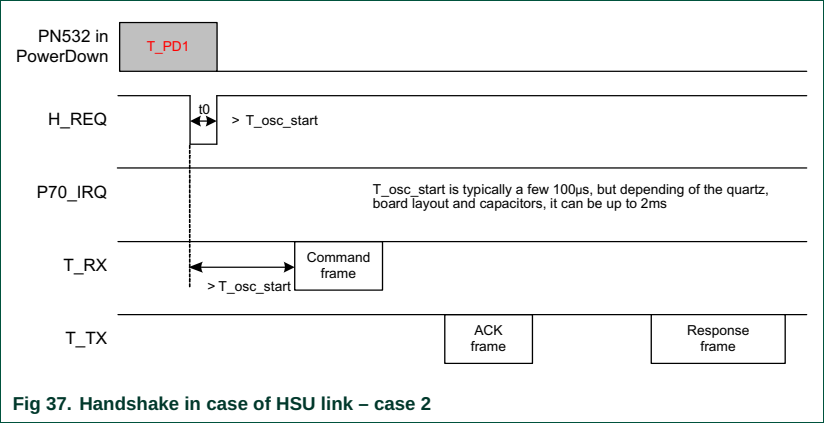 PN532 in
PowerDown
T_PD1
H_REQ
t0
> T_osc_start
P70_IRQ
T_osc_start is typically a few 100µs, but depending of the quartz,
board layout and capacitors, it can be up to 2ms
T_RX
Command
frame
> T_osc_start
T_TX
ACK
frame
Response
frame
Fig 37. Handshake in case of HSU link – case 2